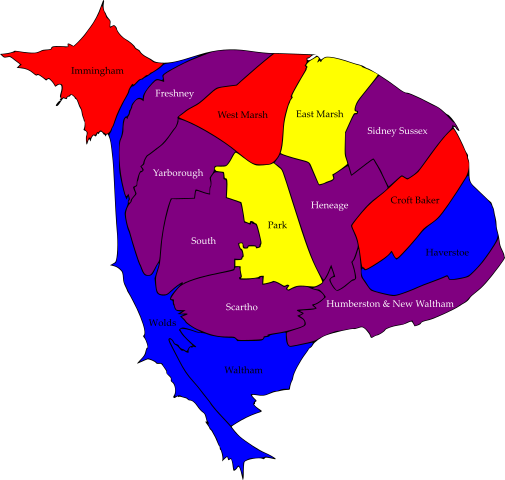 Immingham
Freshney
West Marsh
East Marsh
Sidney Sussex
Yarborough
Croft Baker
Heneage
Park
South
Haverstoe
Scartho
Humberston & New Waltham
Wolds
Waltham